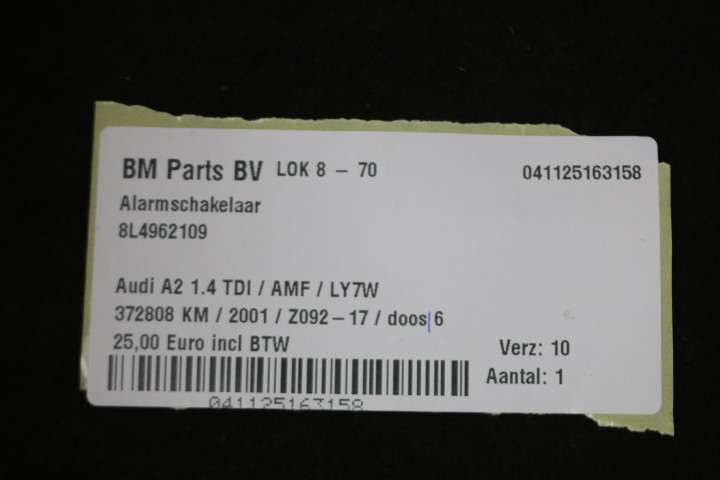 BM Parts BV LOK 8 – 70 041125163158
Alarmschakelaar
8L4962109
Audi A2 1.4 TDI / AMF / LY7W
372808 KM / 2001 / Z092-17 / doos 6
25,00 Euro incl BTW
Verz: 10
Aantal: 1
041125163158